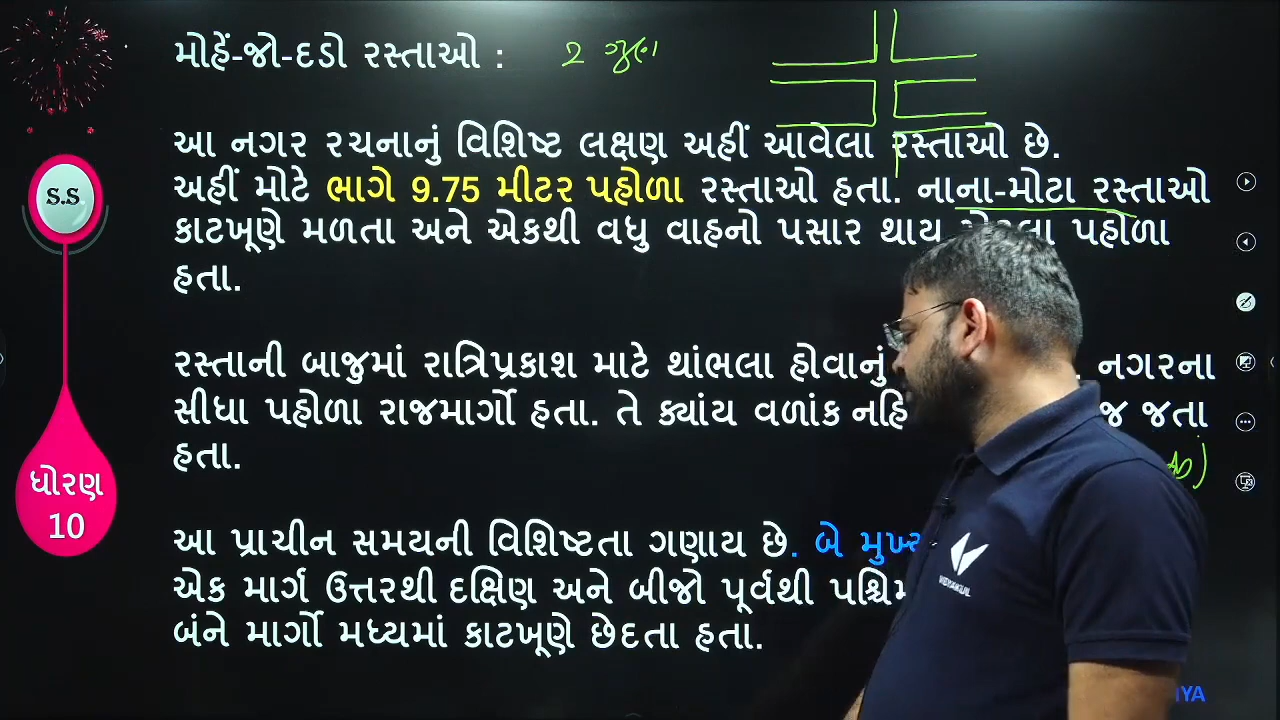 મોહેં-જો-દડો રસ્તાઓ : ૨ ગુણ
આ નગર રચનાનું વિશિષ્ટ લક્ષણ અહીં આવેલા રસ્તાઓ છે.
અહીં મોટે ભાગે 9.75 મીટર પહોળા રસ્તાઓ હતા. નાના-મોટા રસ્તાઓ
કાટખૂણે મળતા અને એકથી વધુ વાહનો પસાર થાય પહોળા
હતા.
રસ્તાની બાજુમાં રાત્રિપ્રકાશ માટે થાંભલા હોવાનું નગરના
સીધા પહોળા રાજમાર્ગો હતા. તે ક્યાંય વળાંક નહિ જ જતા
હતા.
આ પ્રાચીન સમયની વિશિષ્ટતા ગણાય છે. બે
એક માર્ગ ઉત્તરથી દક્ષિણ અને બીજો પૂર્વથી
બંને માર્ગો મધ્યમાં કાટખૂણે છેદતા હતા.
S.S
ધોરણ
10